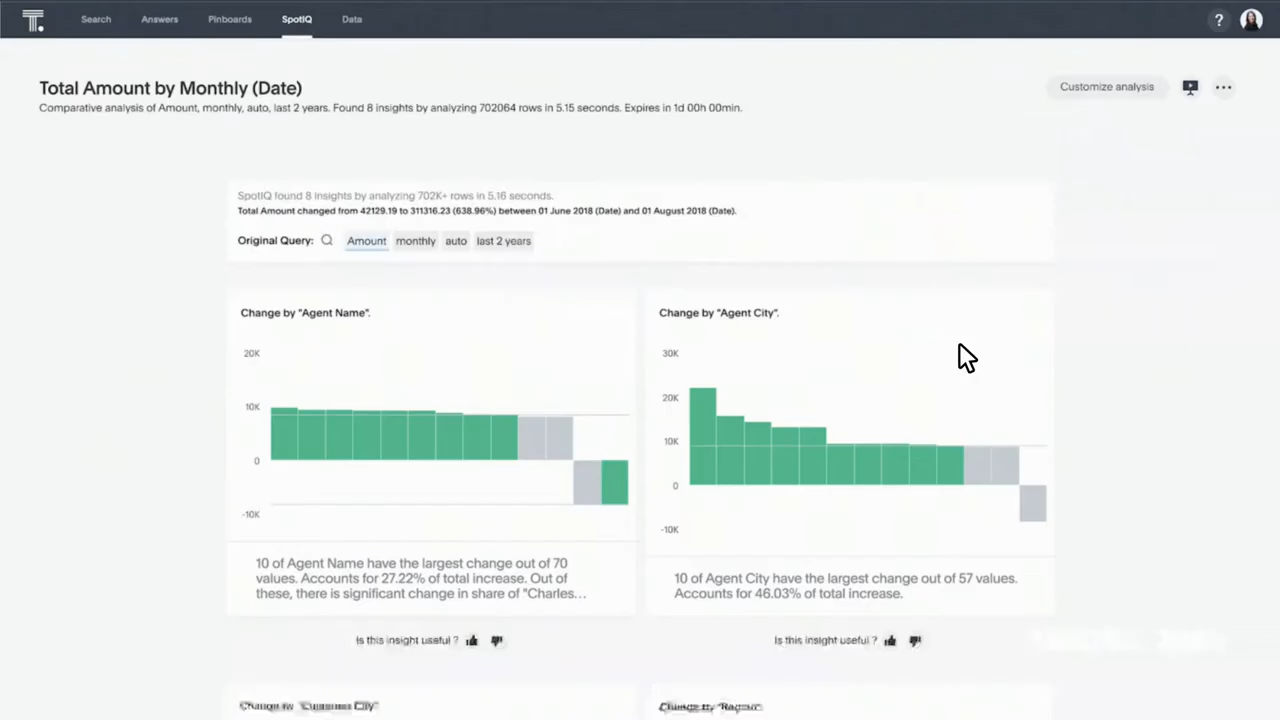 Search Answers Pinboards SpotIQ Data ?
Total Amount by Monthly (Date)
Comparative analysis of Amount, monthly, auto, last 2 years. Found 8 insights by analyzing 702064 rows in 5.15 seconds. Expires in 1d 00h 00min.
Customize analysis
SpotIQ found 8 insights by analyzing 702K+ rows in 5.16 seconds.
Total Amount changed from 42129.19 to 311316.23 (638.96%) between 01 June 2018 (Date) and 01 August 2018 (Date).
Original Query: Amount monthly auto last 2 years
Change by "Agent Name".
20K
10K
0
-10K
10 of Agent Name have the largest change out of 70
values. Accounts for 27.22% of total increase. Out of
these, there is significant change in share of "Charles...
Is this insight useful ?
Change by "Agent City".
30K
20K
10K
0
-10K
10 of Agent City have the largest change out of 57 values.
Accounts for 46.03% of total increase.
Is this insight useful ?
Change by "Customer City"
Change by "Region".